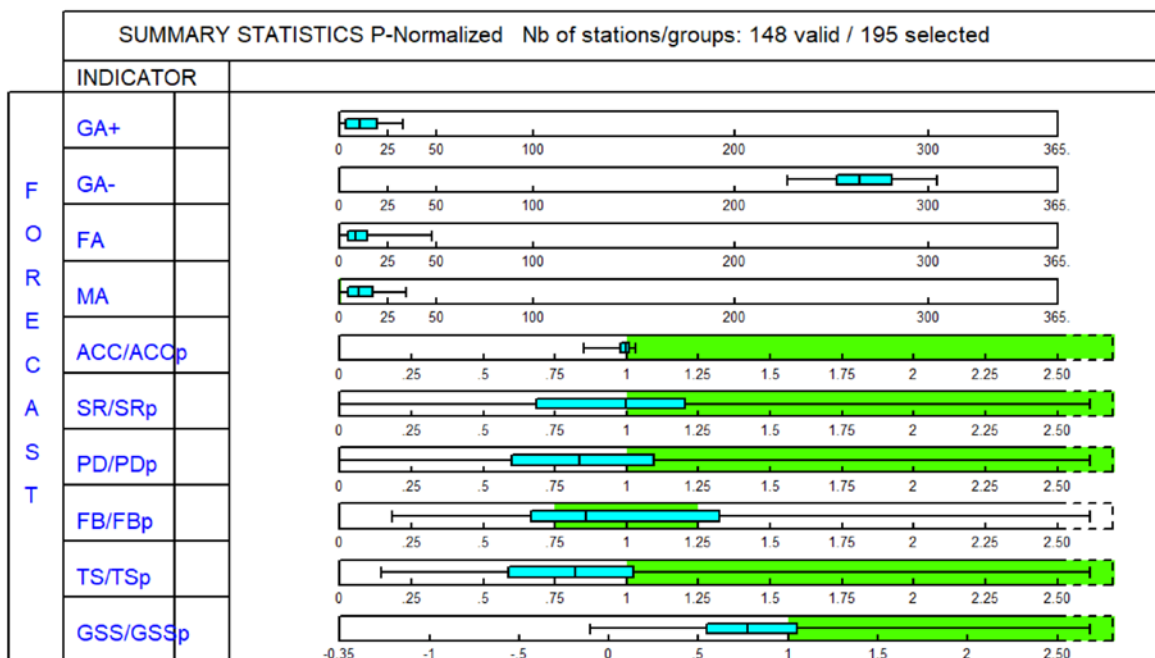 SUMMARY STATISTICS P-Normalized Nb of stations/groups: 148 valid / 195 selected
INDICATOR
FORECAST
GA+
0 25 50 100 200 300 365.
GA-
0 25 50 100 200 300 365.
FA
0 25 50 100 200 300 365.
MA
0 25 50 100 200 300 365.
ACC/ACCp
0 .25 .5 .75 1 1.25 1.5 1.75 2 2.25 2.50
SR/SRp
0 .25 .5 .75 1 1.25 1.5 1.75 2 2.25 2.50
PD/PDp
0 .25 .5 .75 1 1.25 1.5 1.75 2 2.25 2.50
FB/FBp
0 .25 .5 .75 1 1.25 1.5 1.75 2 2.25 2.50
TS/TSp
0 .25 .5 .75 1 1.25 1.5 1.75 2 2.25 2.50
GSS/GSSp
-0.35 -1 -.5 0 .5 1 1.5 2 2.50